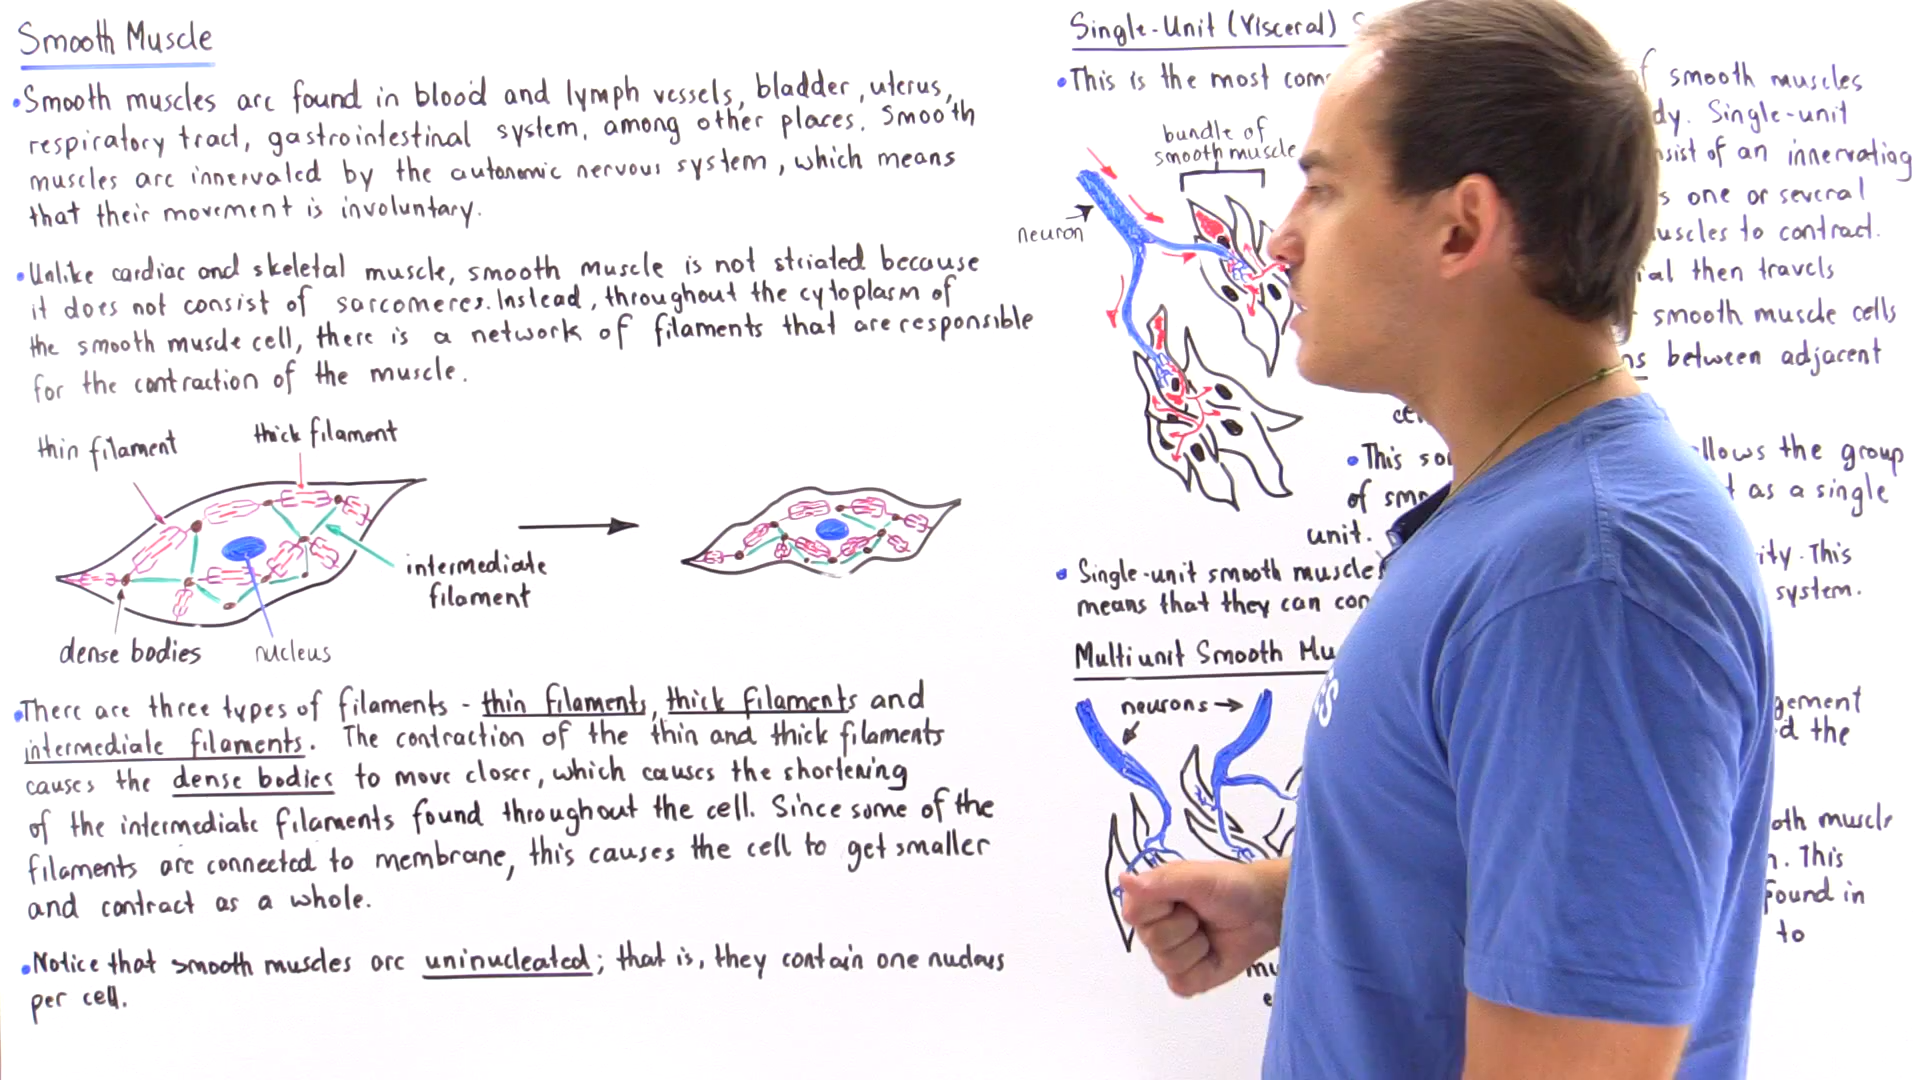 Smooth Muscle
•Smooth muscles are found in blood and lymph vessels, bladder, uterus,
respiratory tract, gastrointestinal system, among other places. Smooth
muscles are innervated by the autonomic nervous system, which means
that their movement is involuntary.
•Unlike cardiac and skeletal muscle, smooth muscle is not striated because
it does not consist of sarcomeres. Instead, throughout the cytoplasm of
the smooth muscle cell, there is a network of filaments that are responsible
for the contraction of the muscle.
thin filament
thick filament
intermediate
filament
dense bodies
nucleus
•There are three types of filaments - thin filaments, thick filaments and
intermediate filaments. The contraction of the thin and thick filaments
causes the dense bodies to move closer, which causes the shortening
of the intermediate filaments found throughout the cell. Since some of the
filaments are connected to membrane, this causes the cell to get smaller
and contract as a whole.
•Notice that smooth muscles are uninucleated; that is, they contain one nucleus
per cell.
Single-Unit (Visceral) S
•This is the most com of smooth muscles
dy. Single-unit
bundle of
smooth muscle
neuron
sist of an innervating
s one or several
uscles to contract.
ial then travels
smooth muscle cells
ns between adjacent
•This so llows the group
of sm as a single
unit.
•Single-unit smooth muscles ity. This
means that they can con system.
Multiunit Smooth Mu
neurons
gement
d the
oth muscle
n. This
found in
to